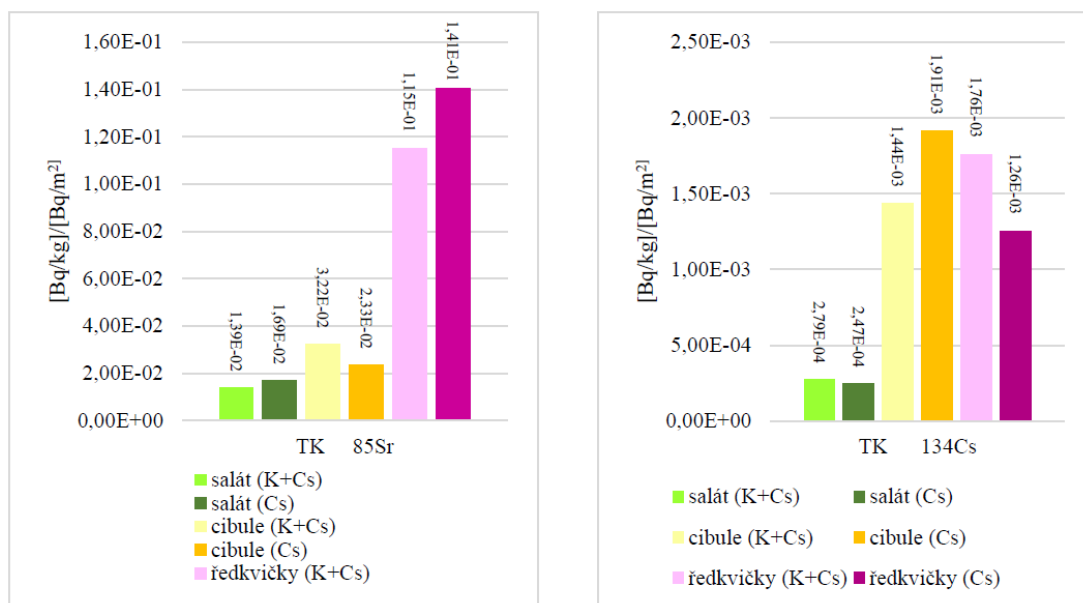 1,60E-01
1,40E-01
1,20E-01
1,00E-01
8,00E-02
6,00E-02
4,00E-02
2,00E-02
0,00E+00
[Bq/kg]/[Bq/m²]
1,39E-02
1,69E-02
3,22E-02
2,33E-02
1,15E-01
1,41E-01
TK 85Sr
salát (K+Cs)
salát (Cs)
cibule (K+Cs)
cibule (Cs)
ředkvičky (K+Cs)
2,50E-03
2,00E-03
1,50E-03
1,00E-03
5,00E-04
0,00E+00
[Bq/kg]/[Bq/m²]
2,79E-04
2,47E-04
1,44E-03
1,91E-03
1,76E-03
1,26E-03
TK 134Cs
salát (K+Cs) salát (Cs)
cibule (K+Cs) cibule (Cs)
ředkvičky (K+Cs) ředkvičky (Cs)